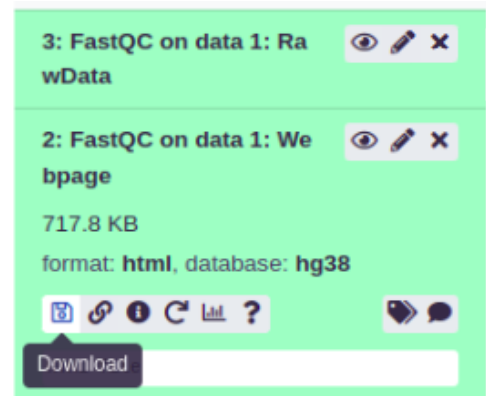 3: FastQC on data 1: Ra
wData
2: FastQC on data 1: We
bpage
717.8 KB
format: html, database: hg38
?
Download